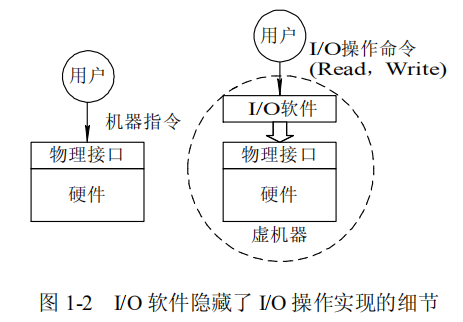 用户
机器指令
物理接口
硬件
用户
I/O操作命令
(Read，Write)
I/O软件
物理接口
硬件
虚机器
图 1-2 I/O 软件隐藏了 I/O 操作实现的细节